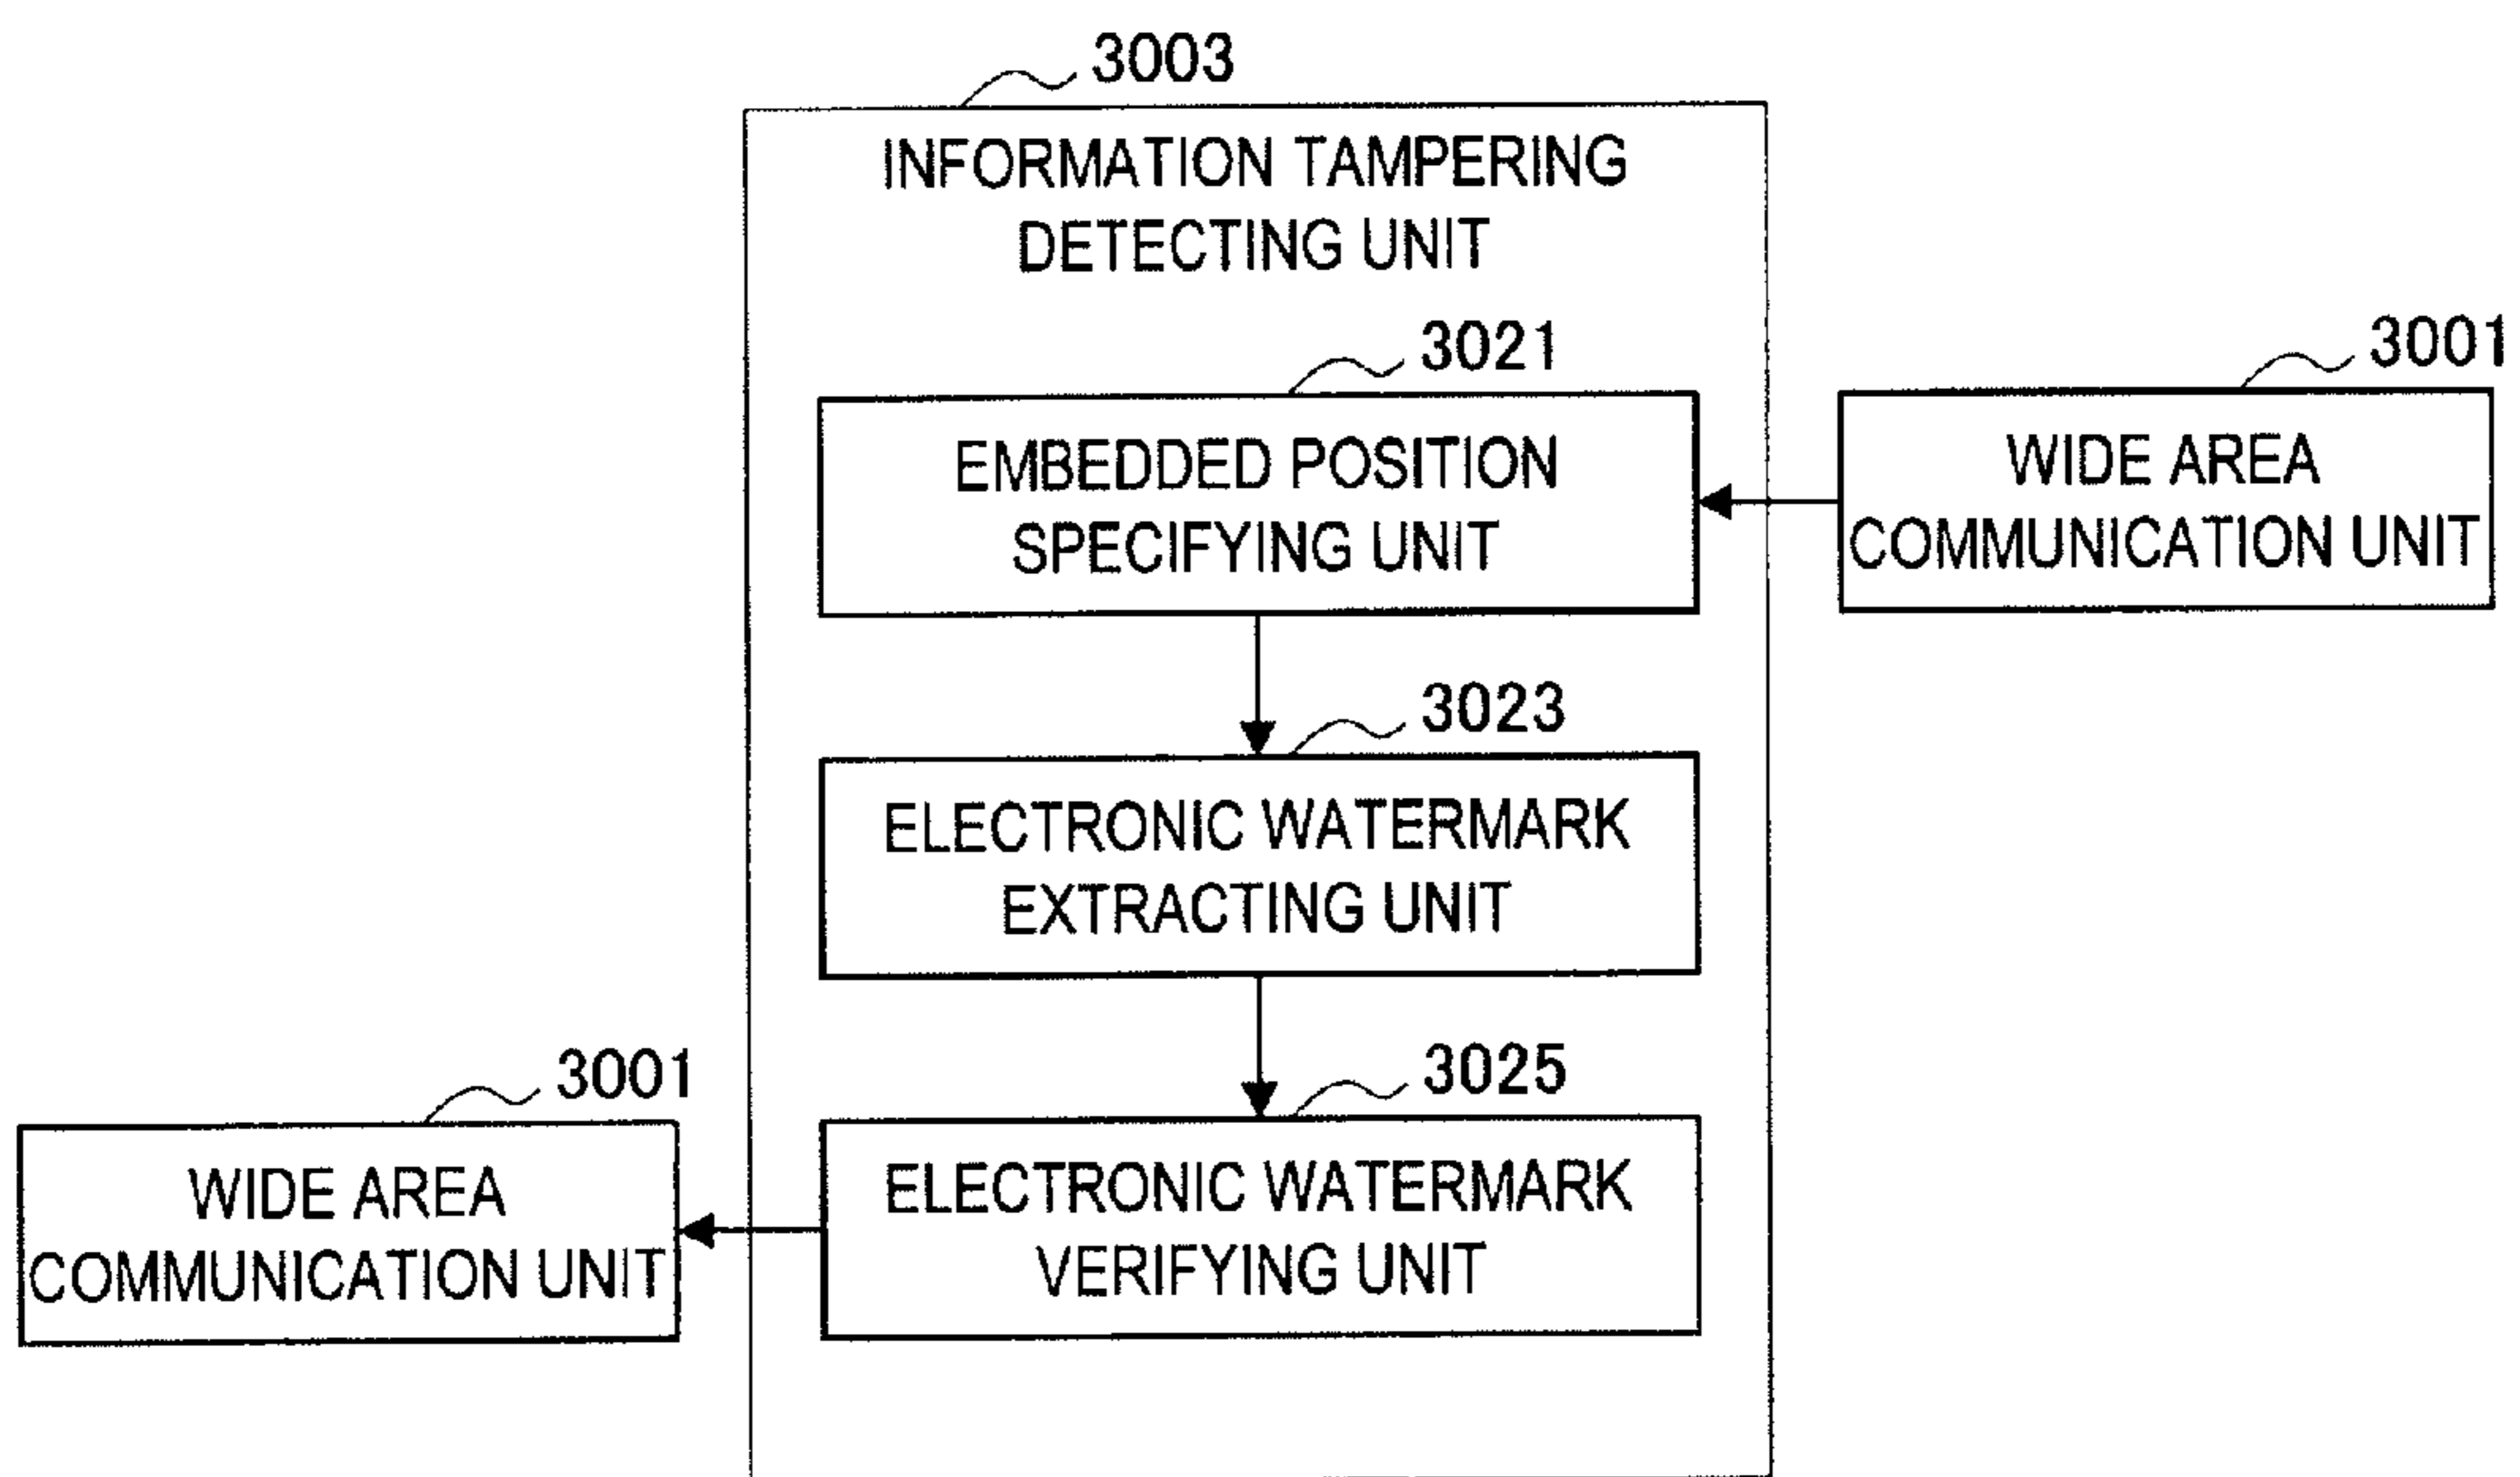 3003
INFORMATION TAMPERING
DETECTING UNIT
3021
EMBEDDED POSITION
SPECIFYING UNIT
3001
WIDE AREA
COMMUNICATION UNIT
3023
ELECTRONIC WATERMARK
EXTRACTING UNIT
3025
ELECTRONIC WATERMARK
VERIFYING UNIT
3001
WIDE AREA
COMMUNICATION UNIT